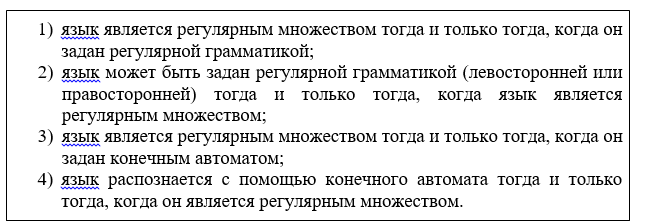 1) язык является регулярным множеством тогда и только тогда, когда он
задан регулярной грамматикой;
2) язык может быть задан регулярной грамматикой (левосторонней или
правосторонней) тогда и только тогда, когда язык является
регулярным множеством;
3) язык является регулярным множеством тогда и только тогда, когда он
задан конечным автоматом;
4) язык распознается с помощью конечного автомата тогда и только
тогда, когда он является регулярным множеством.